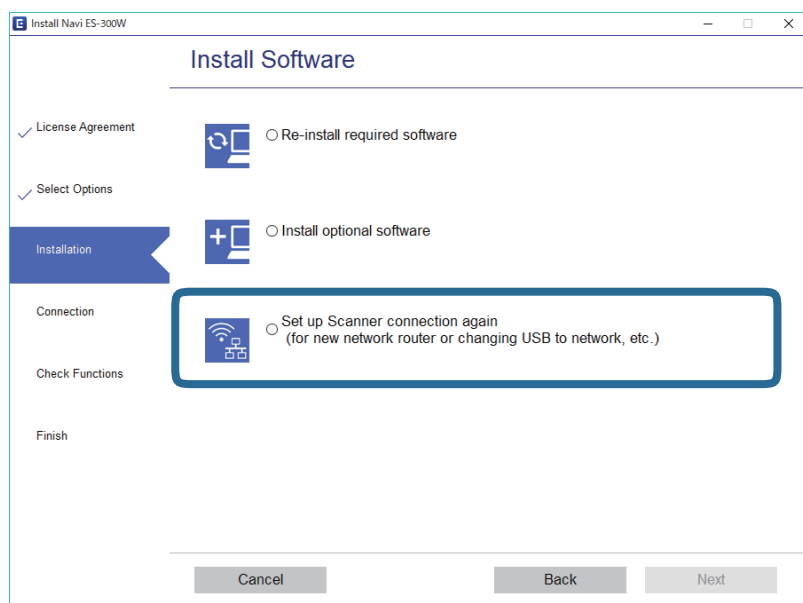 E Install Navi ES-300W
Install Software
License Agreement
Re-install required software
Select Options
Install optional software
Installation
Connection
Set up Scanner connection again
(for new network router or changing USB to network, etc.)
Check Functions
Finish
Cancel
Back
Next